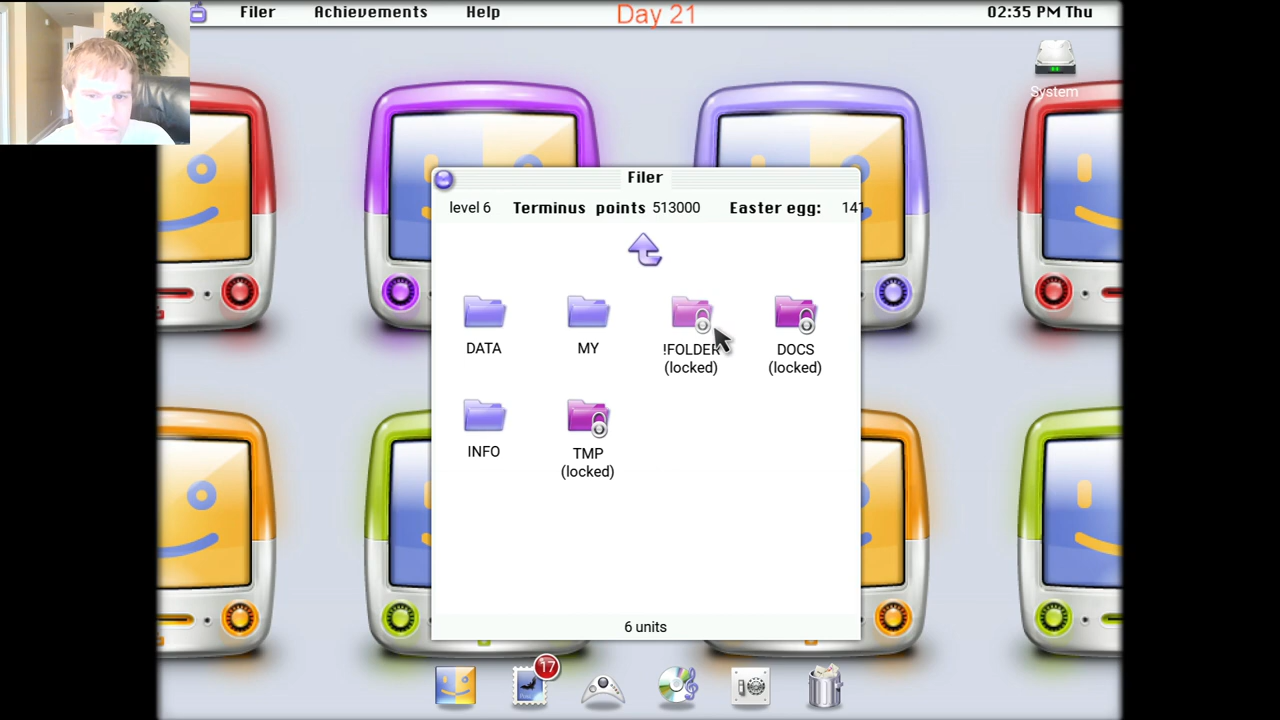 Filer Achievements Help Day 21 02:35 PM Thu
System
Filer
level 6 Terminus points 513000 Easter egg: 141
DATA MY !FOLDER (locked) DOCS (locked)
INFO TMP (locked)
6 units
17